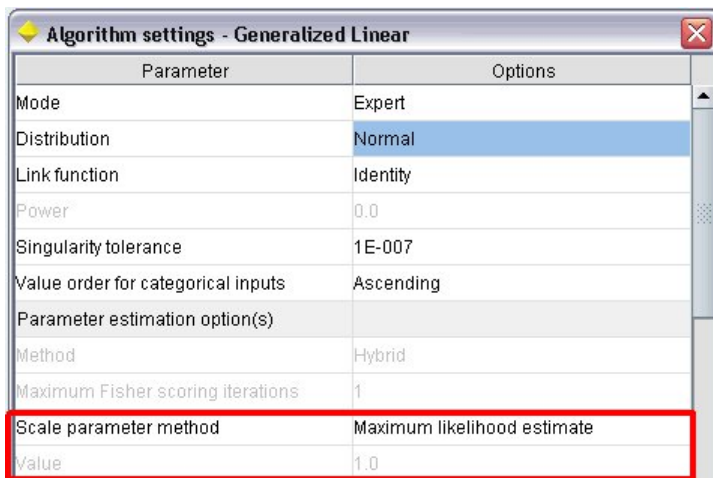 Algorithm settings - Generalized Linear
Parameter Options
Mode Expert
Distribution Normal
Link function Identity
Power 0.0
Singularity tolerance 1E-007
Value order for categorical inputs Ascending
Parameter estimation option(s)
Method Hybrid
Maximum Fisher scoring iterations 1
Scale parameter method Maximum likelihood estimate
Value 1.0